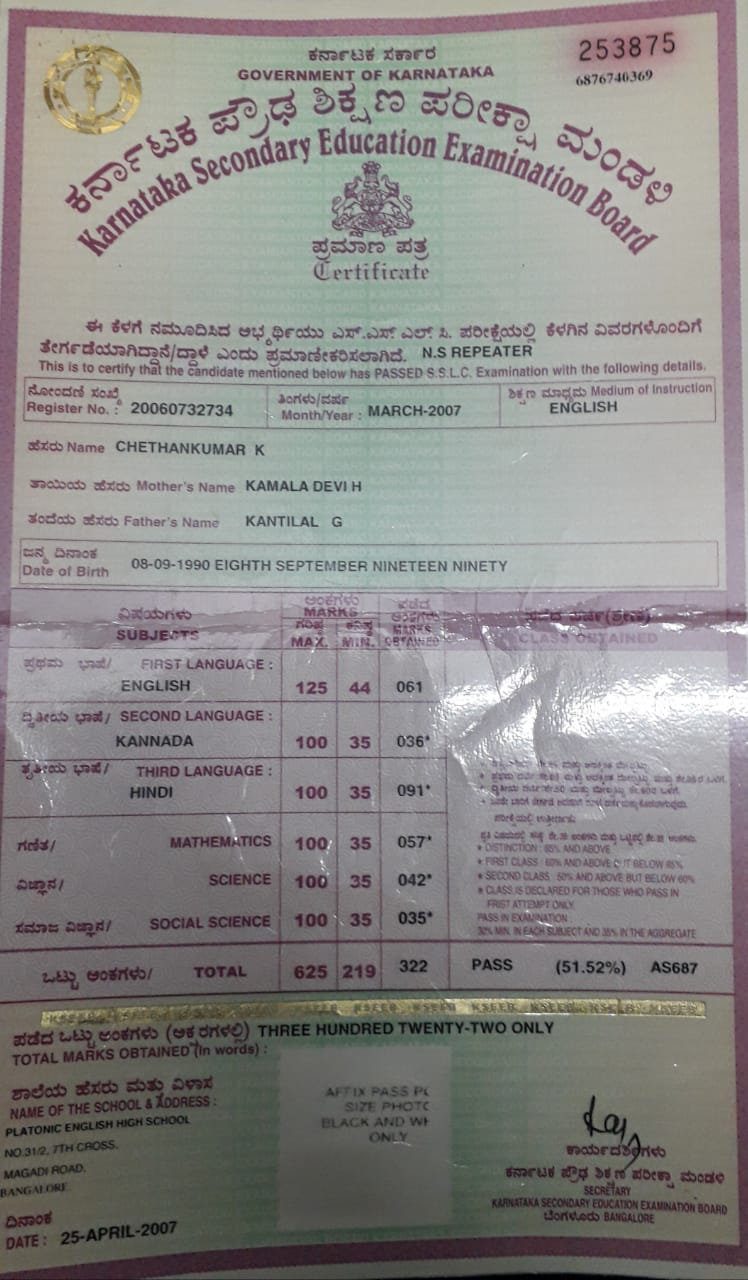 ಕರ್ನಾಟಕ ಸರ್ಕಾರ
GOVERNMENT OF KARNATAKA
253875
6876740369
ಕರ್ನಾಟಕ ಪ್ರೌಢ ಶಿಕ್ಷಣ ಪರೀಕ್ಷಾ ಮಂಡಳಿ
Karnataka Secondary Education Examination Board
ಪ್ರಮಾಣ ಪತ್ರ
Certificate
ಈ ಕೆಳಗೆ ನಮೂದಿಸಿದ ಅಭ್ಯರ್ಥಿಯು ಎಸ್.ಎಸ್.ಎಲ್.ಸಿ. ಪರೀಕ್ಷೆಯಲ್ಲಿ ಕೆಳಗಿನ ವಿವರಗಳೊಂದಿಗೆ
ತೇರ್ಗಡೆಯಾಗಿದ್ದಾನೆ/ದ್ದಾಳೆ ಎಂದು ಪ್ರಮಾಣೀಕರಿಸಲಾಗಿದೆ. N.S REPEATER
This is to certify that the candidate mentioned below has PASSED S.S.L.C. Examination with the following details.
ನೋಂದಣಿ ಸಂಖ್ಯೆ ತಿಂಗಳು/ವರ್ಷ ಶಿಕ್ಷಣ ಮಾಧ್ಯಮ Medium of Instruction
Register No. : 20060732734 Month/Year : MARCH-2007 ENGLISH
ಹೆಸರು Name CHETHANKUMAR K
ತಾಯಿಯ ಹೆಸರು Mother's Name KAMALA DEVI H
ತಂದೆಯ ಹೆಸರು Father's Name KANTILAL G
ಜನ್ಮ ದಿನಾಂಕ
Date of Birth 08-09-1990 EIGHTH SEPTEMBER NINETEEN NINETY
ವಿಷಯಗಳು ಅಂಕಗಳು ಪಡೆದ
SUBJECTS MARKS ಅಂಕಗಳು
ಗರಿಷ್ಠ ಕನಿಷ್ಠ MARKS
MAX. MIN. OBTAINED CLASS OBTAINED
ಪ್ರಥಮ ಭಾಷೆ/ FIRST LANGUAGE :
ENGLISH 125 44 061
ದ್ವಿತೀಯ ಭಾಷೆ/ SECOND LANGUAGE :
KANNADA 100 35 036*
ತೃತೀಯ ಭಾಷೆ/ THIRD LANGUAGE :
HINDI 100 35 091*
ಗಣಿತ/ MATHEMATICS 100 35 057*
ವಿಜ್ಞಾನ/ SCIENCE 100 35 042*
ಸಮಾಜ ವಿಜ್ಞಾನ/ SOCIAL SCIENCE 100 35 035*
* DISTINCTION : 85% AND ABOVE
* FIRST CLASS : 60% AND ABOVE BUT BELOW 85%
* SECOND CLASS : 50% AND ABOVE BUT BELOW 60%
* CLASS IS DECLARED FOR THOSE WHO PASS IN
FRIST ATTEMPT ONLY.
PASS IN EXAMINATION :
30% MIN. IN EACH SUBJECT AND 35% IN THE AGGREGATE
ಒಟ್ಟು ಅಂಕಗಳು/ TOTAL 625 219 322 PASS (51.52%) AS687
KSEEB KSEEB KSEEB KSEEB
ಪಡೆದ ಒಟ್ಟು ಅಂಕಗಳು (ಅಕ್ಷರಗಳಲ್ಲಿ) THREE HUNDRED TWENTY-TWO ONLY
TOTAL MARKS OBTAINED (In words) :
ಶಾಲೆಯ ಹೆಸರು ಮತ್ತು ವಿಳಾಸ
NAME OF THE SCHOOL & ADDRESS :
PLATONIC ENGLISH HIGH SCHOOL
NO.31/2, 7TH CROSS,
MAGADI ROAD,
BANGALORE
AFFIX PASS PO
SIZE PHOTO
BLACK AND WH
ONLY
ಕಾರ್ಯದರ್ಶಿಗಳು
ಕರ್ನಾಟಕ ಪ್ರೌಢ ಶಿಕ್ಷಣ ಪರೀಕ್ಷಾ ಮಂಡಳಿ
SECRETARY
KARNATAKA SECONDARY EDUCATION EXAMINATION BOARD
ಬೆಂಗಳೂರು BANGALORE
ದಿನಾಂಕ
DATE : 25-APRIL-2007